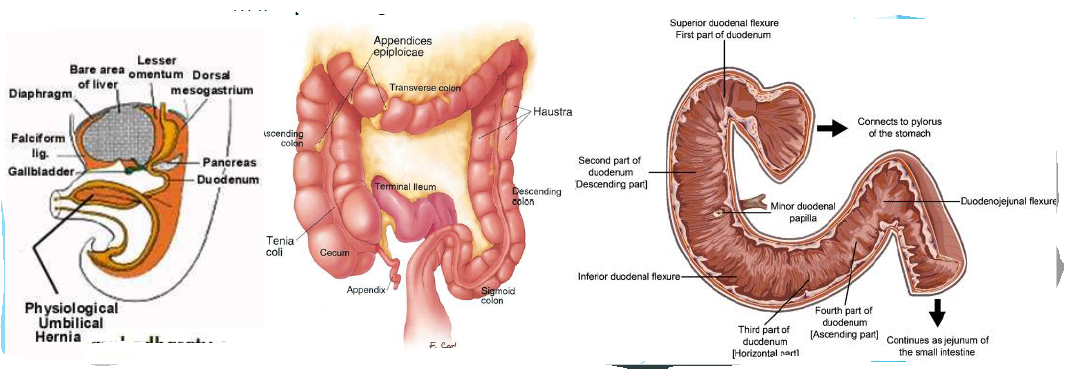 Lesser
omentum
Bare area
of liver
Dorsal
mesogastrium
Diaphragm
Falciform
lig.
Gallbladder
Pancreas
Duodenum
Physiological
Umbilical
Hernia
Appendices
epiploicae
Transverse colon
Haustra
Ascending
colon
Terminal Ileum
Descending
colon
Tenia
coli
Cecum
Appendix
Sigmoid
colon
Superior duodenal flexure
First part of duodenum
Connects to pylorus
of the stomach
Second part of
duodenum
[Descending part]
Minor duodenal
papilla
Duodenojejunal flexure
Inferior duodenal flexure
Fourth part of
duodenum
[Ascending part]
Third part of
duodenum
[Horizontal part]
Continues as jejunum of
the small intestine